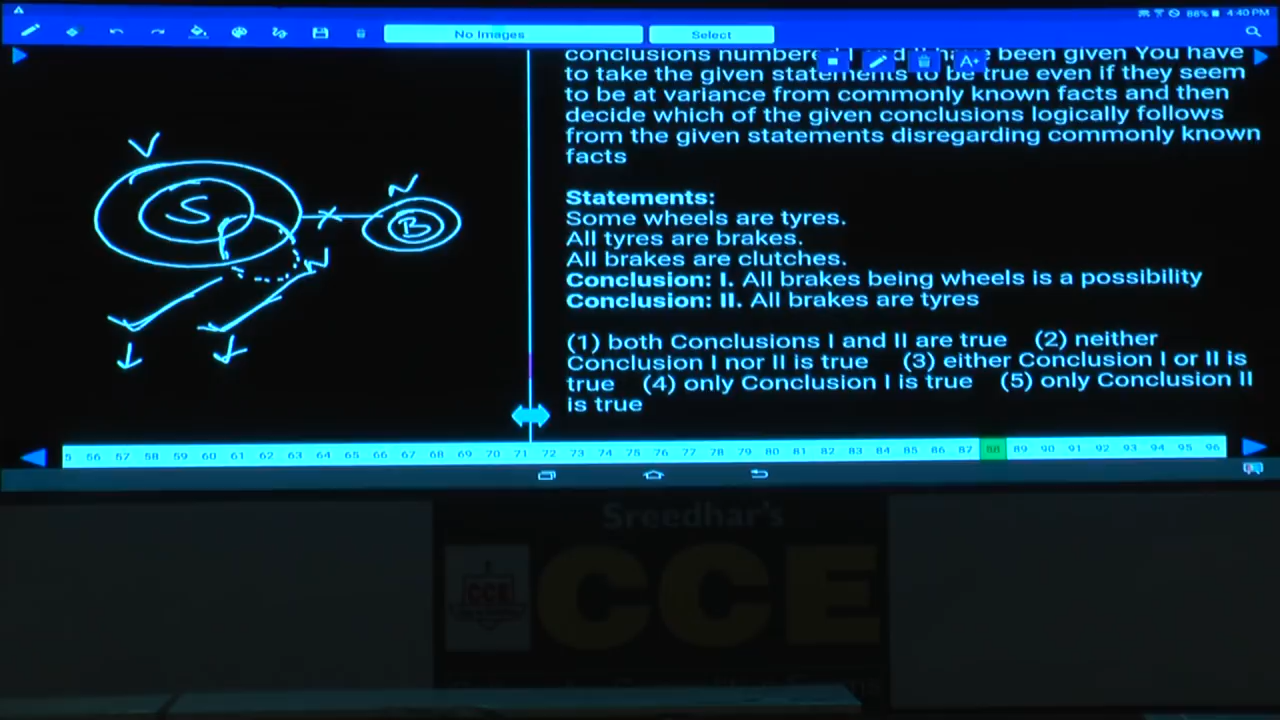 88% 4:40 PM
No Images
Select
conclusions numbered I and II have been given You have
A+
to take the given statements to be true even if they seem
to be at variance from commonly known facts and then
decide which of the given conclusions logically follows
from the given statements disregarding commonly known
facts
Statements:
Some wheels are tyres.
All tyres are brakes.
All brakes are clutches.
Conclusion: I. All brakes being wheels is a possibility
Conclusion: II. All brakes are tyres
(1) both Conclusions I and II are true (2) neither
Conclusion I nor II is true (3) either Conclusion I or II is
true (4) only Conclusion I is true (5) only Conclusion II
is true
V
S
N
B
N
5 56 57 58 59 60 61 62 63 64 65 66 67 68 69 70 71 72 73 74 75 76 77 78 79 80 81 82 83 84 85 86 87 88 89 90 91 92 93 94 95 96
Sreedhar's
CCE
CCE